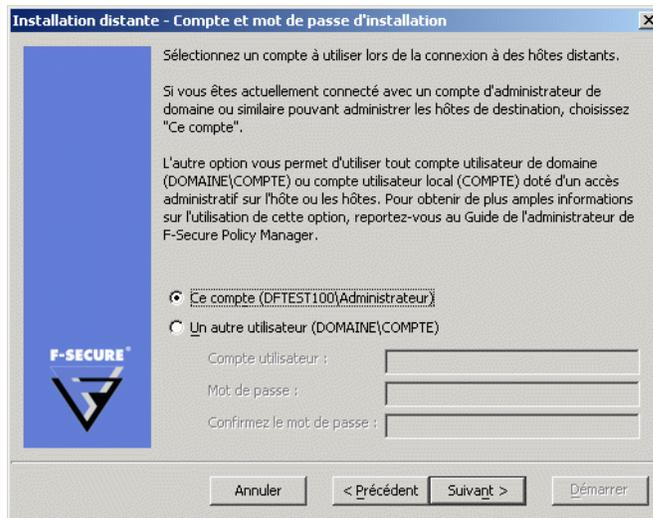 Installation distante - Compte et mot de passe d'installation
Sélectionnez un compte à utiliser lors de la connexion à des hôtes distants.
Si vous êtes actuellement connecté avec un compte d'administrateur de
domaine ou similaire pouvant administrer les hôtes de destination, choisissez
"Ce compte".
L'autre option vous permet d'utiliser tout compte utilisateur de domaine
(DOMAINE\COMPTE) ou compte utilisateur local (COMPTE) doté d'un accès
administratif sur l'hôte ou les hôtes. Pour obtenir de plus amples informations
sur l'utilisation de cette option, reportez-vous au Guide de l'administrateur de
F-Secure Policy Manager.
Ce compte (DFTEST100\Administrateur)
Un autre utilisateur (DOMAINE\COMPTE)
Compte utilisateur :
Mot de passe :
Confirmez le mot de passe :
F-SECURE®
Annuler
< Précédent
Suivant >
Démarrer